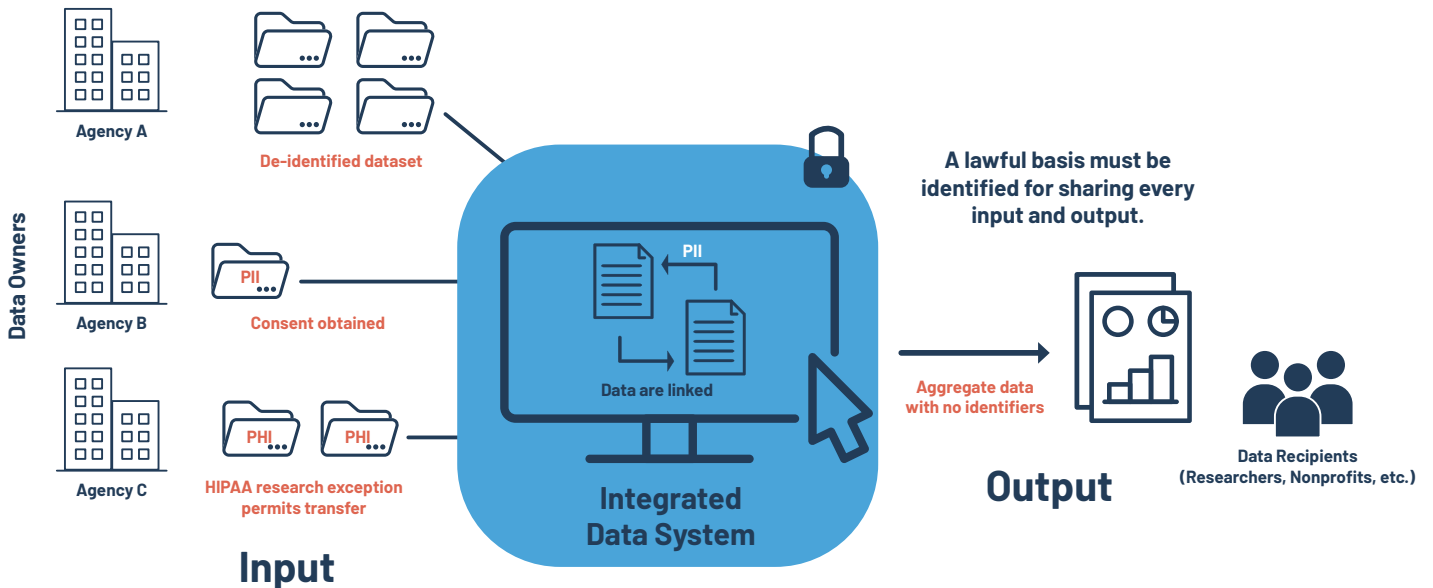 Data Owners
Agency A
De-identified dataset
Agency B
PII
Consent obtained
Agency C
PHI
PHI
HIPAA research exception
permits transfer
Input
PII
Data are linked
Integrated
Data System
A lawful basis must be
identified for sharing every
input and output.
Aggregate data
with no identifiers
Output
Data Recipients
(Researchers, Nonprofits, etc.)